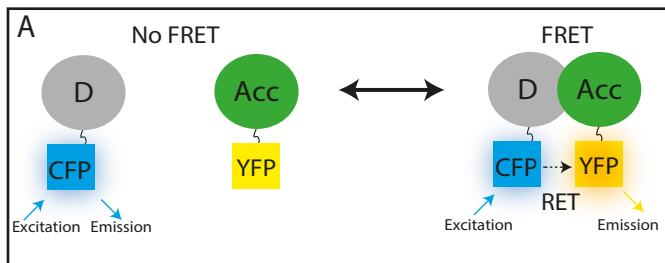 A
No FRET
FRET
D
Acc
D
Acc
CFP
YFP
CFP
YFP
RET
Excitation
Emission
Excitation
Emission